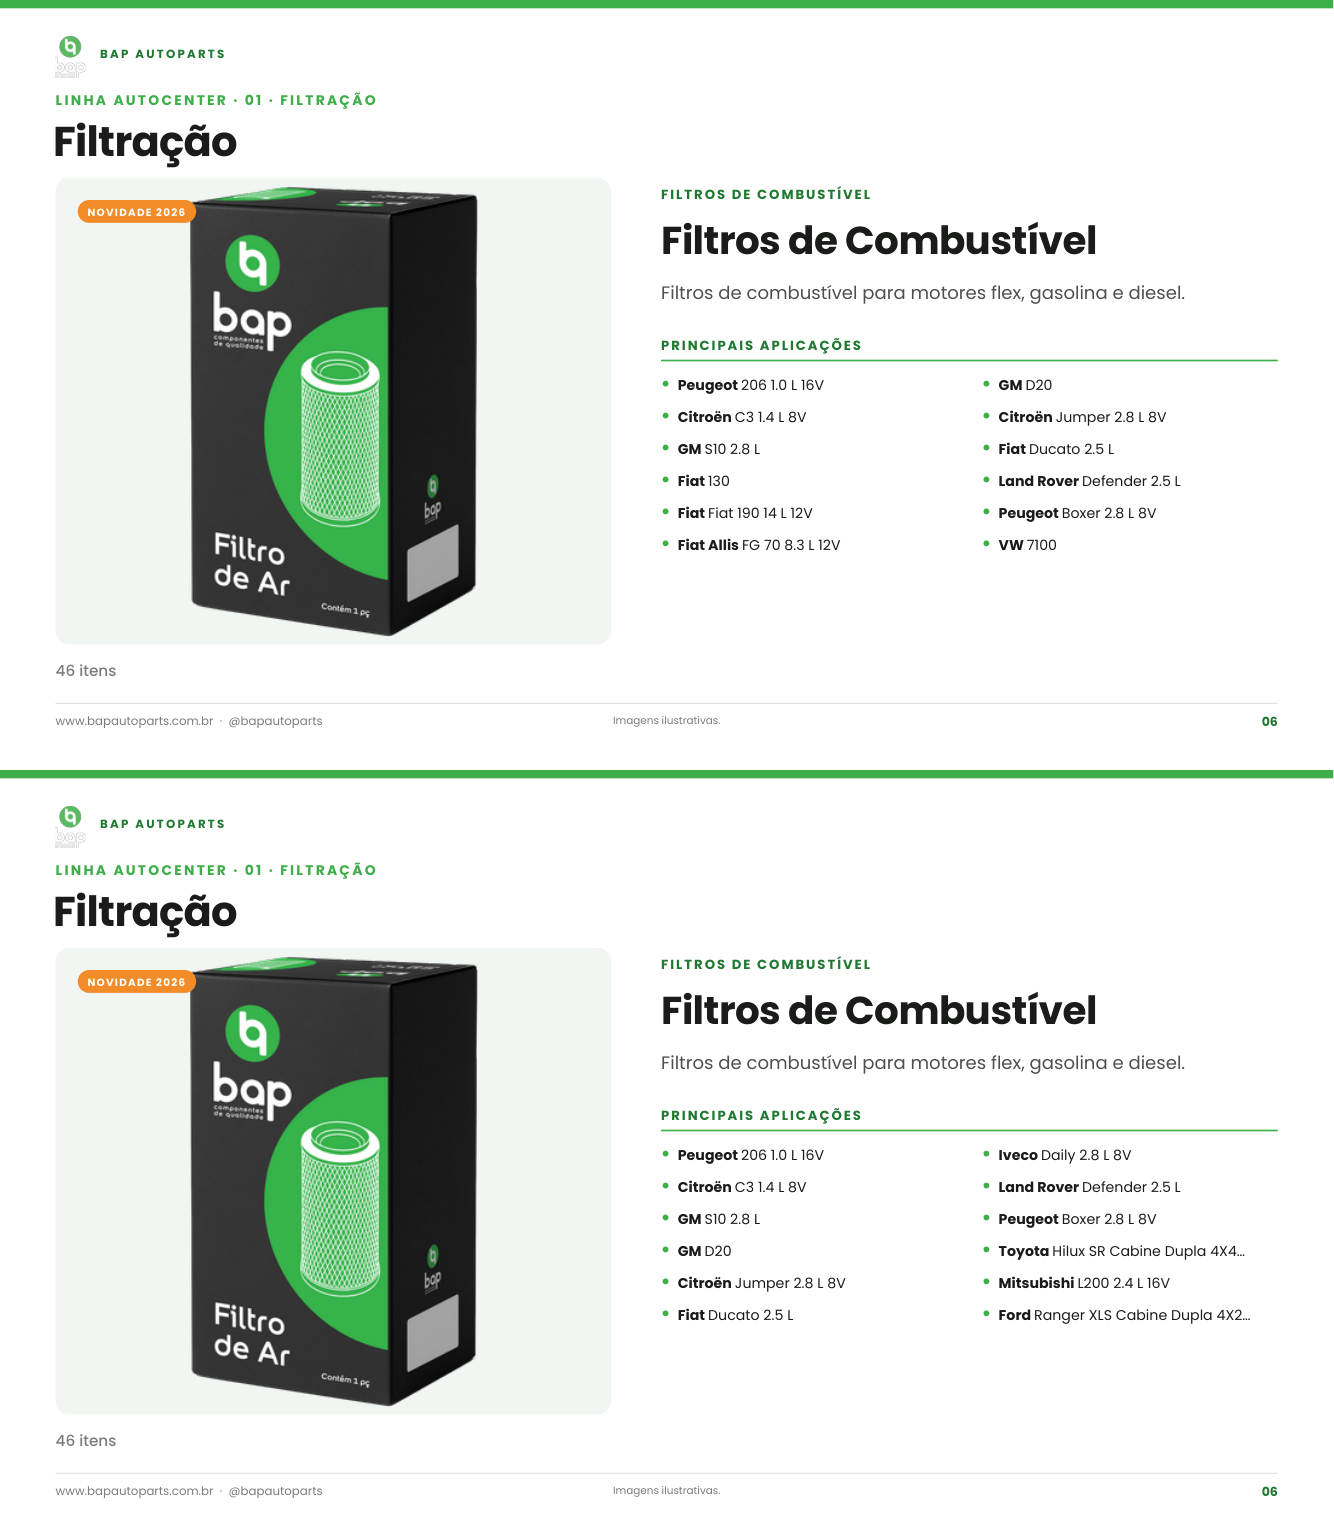 bap
BAP AUTOPARTS
LINHA AUTOCENTER · 01 · FILTRAÇÃO
Filtração
NOVIDADE 2026
bap
componentes
de qualidade
bap
Filtro
de Ar
Contém 1 pç
46 itens
FILTROS DE COMBUSTÍVEL
Filtros de Combustível
Filtros de combustível para motores flex, gasolina e diesel.
PRINCIPAIS APLICAÇÕES
• Peugeot 206 1.0 L 16V
• Citroën C3 1.4 L 8V
• GM S10 2.8 L
• Fiat 130
• Fiat Fiat 190 14 L 12V
• Fiat Allis FG 70 8.3 L 12V
• GM D20
• Citroën Jumper 2.8 L 8V
• Fiat Ducato 2.5 L
• Land Rover Defender 2.5 L
• Peugeot Boxer 2.8 L 8V
• VW 7100
www.bapautoparts.com.br · @bapautoparts
Imagens ilustrativas.
06
bap
BAP AUTOPARTS
LINHA AUTOCENTER · 01 · FILTRAÇÃO
Filtração
NOVIDADE 2026
bap
componentes
de qualidade
bap
Filtro
de Ar
Contém 1 pç
46 itens
FILTROS DE COMBUSTÍVEL
Filtros de Combustível
Filtros de combustível para motores flex, gasolina e diesel.
PRINCIPAIS APLICAÇÕES
• Peugeot 206 1.0 L 16V
• Citroën C3 1.4 L 8V
• GM S10 2.8 L
• GM D20
• Citroën Jumper 2.8 L 8V
• Fiat Ducato 2.5 L
• Iveco Daily 2.8 L 8V
• Land Rover Defender 2.5 L
• Peugeot Boxer 2.8 L 8V
• Toyota Hilux SR Cabine Dupla 4X4…
• Mitsubishi L200 2.4 L 16V
• Ford Ranger XLS Cabine Dupla 4X2…
www.bapautoparts.com.br · @bapautoparts
Imagens ilustrativas.
06